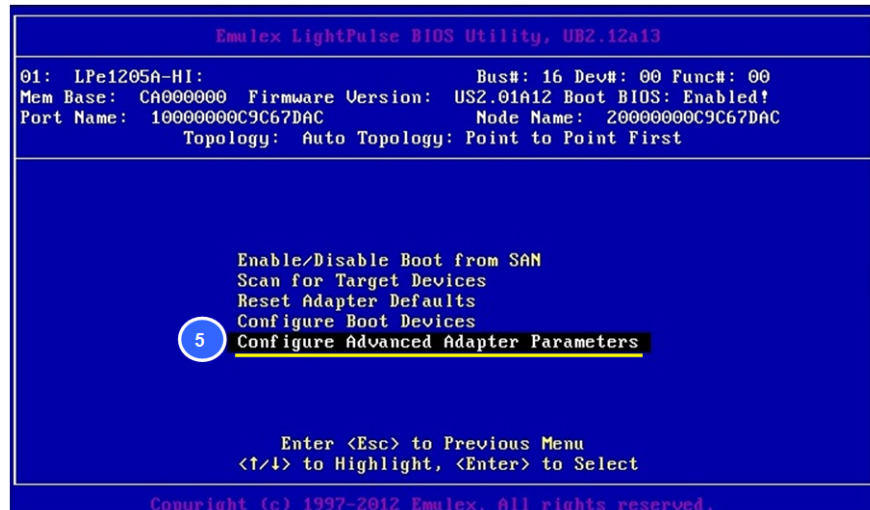 Emulex LightPulse BIOS Utility, UB2.12a13
01: LPe1205A-HI: Bus#: 16 Dev#: 00 Func#: 00
Mem Base: CA000000 Firmware Version: US2.01A12 Boot BIOS: Enabled!
Port Name: 10000000C9C67DAC Node Name: 20000000C9C67DAC
Topology: Auto Topology: Point to Point First
Enable/Disable Boot from SAN
Scan for Target Devices
Reset Adapter Defaults
Configure Boot Devices
5 Configure Advanced Adapter Parameters
Enter <Esc> to Previous Menu
<↑/↓> to Highlight, <Enter> to Select
Copyright (c) 1997-2012 Emulex. All rights reserved.